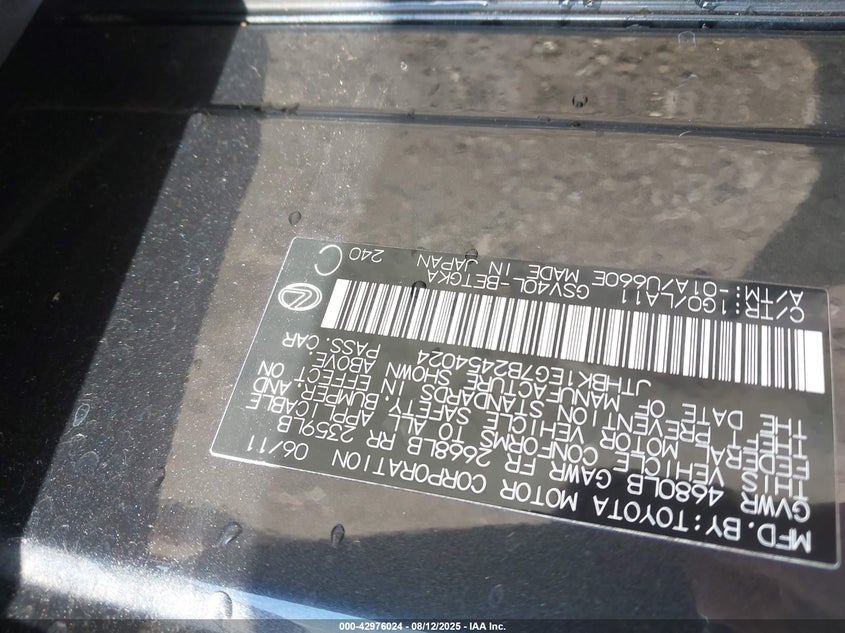 MFD.BY:TOYOTA MOTOR CORPORATION 06/11
GVWR 4680LB GAWR FR 2668LB RR 2359LB
THIS VEHICLE CONFORMS TO ALL APPLICABLE
FEDERAL MOTOR VEHICLE SAFETY, BUMPER, AND
THEFT PREVENTION STANDARDS IN EFFECT ON
THE DATE OF MANUFACTURE SHOWN ABOVE.
JTHBK1EG7B2454024 PASS. CAR
C/TR:1G0/LA11 GSV40L-BETGKA 240 C
A/TM:-01A/U660E MADE IN JAPAN
000-42976024 - 08/12/2025 - IAA Inc.